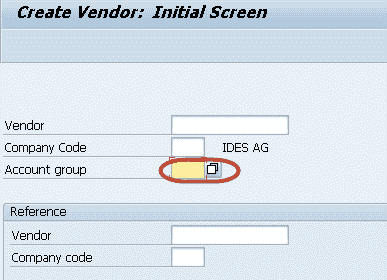 Create Vendor: Initial Screen
Vendor
Company Code IDES AG
Account group
Reference
Vendor
Company code